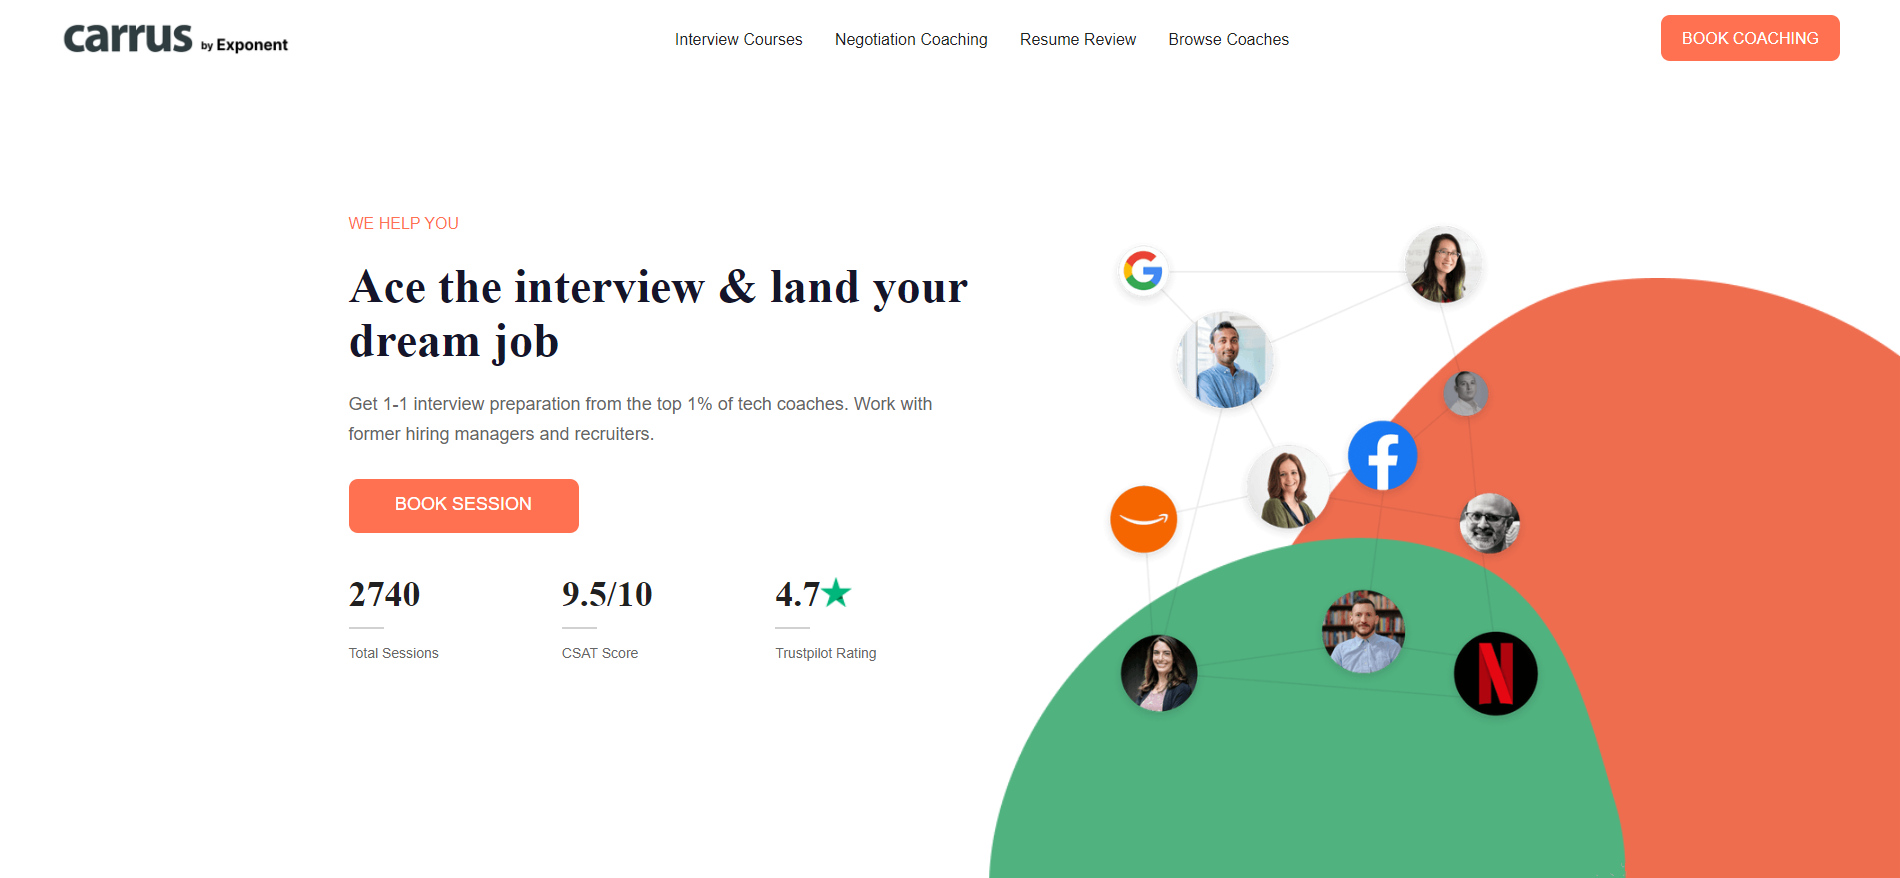 carrus by Exponent
Interview Courses
Negotiation Coaching
Resume Review
Browse Coaches
BOOK COACHING
WE HELP YOU
Ace the interview & land your
dream job
Get 1-1 interview preparation from the top 1% of tech coaches. Work with
former hiring managers and recruiters.
BOOK SESSION
2740
Total Sessions
9.5/10
CSAT Score
4.7
Trustpilot Rating